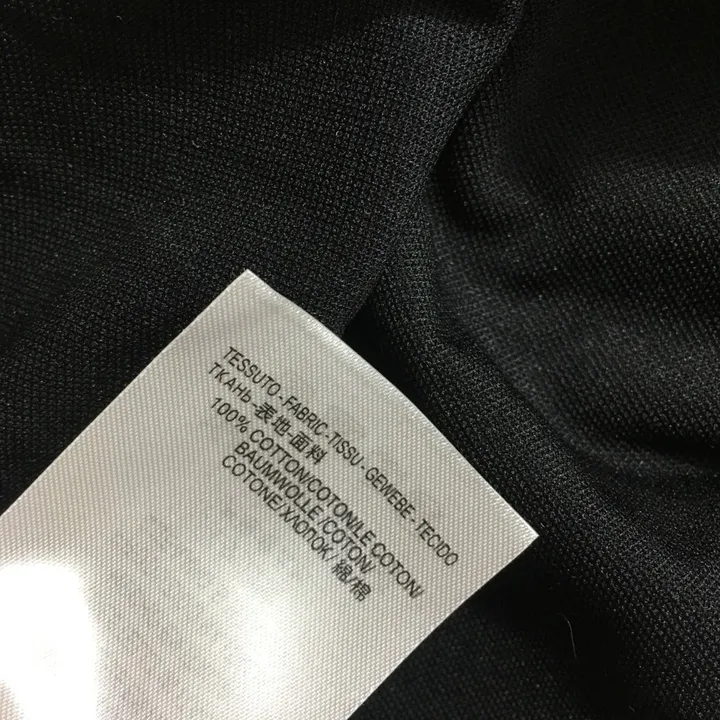 TESSUTO - FABRIC - TISSU - GEWEBE - TECIDO
ТКАНЬ - 表地 - 面料
100% COTTON/COTON/LE COTON/
BAUMWOLLE /COTON/
COTONE/ХЛОПОК/ 綿/棉